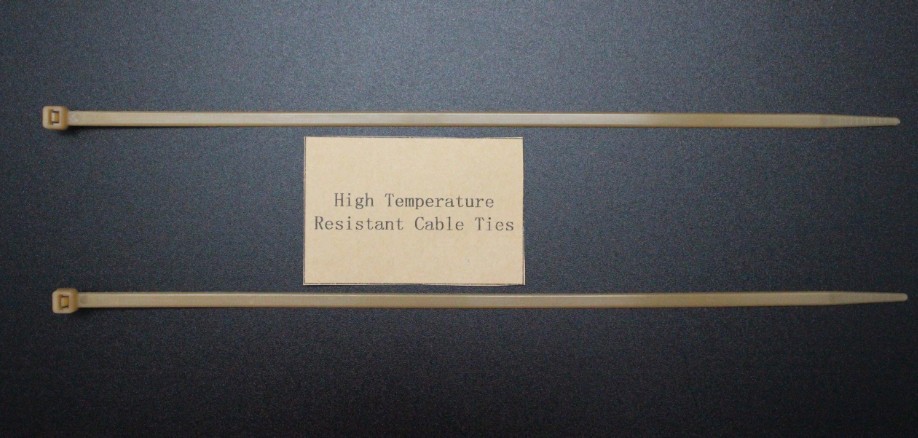 High Temperature
Resistant Cable Ties